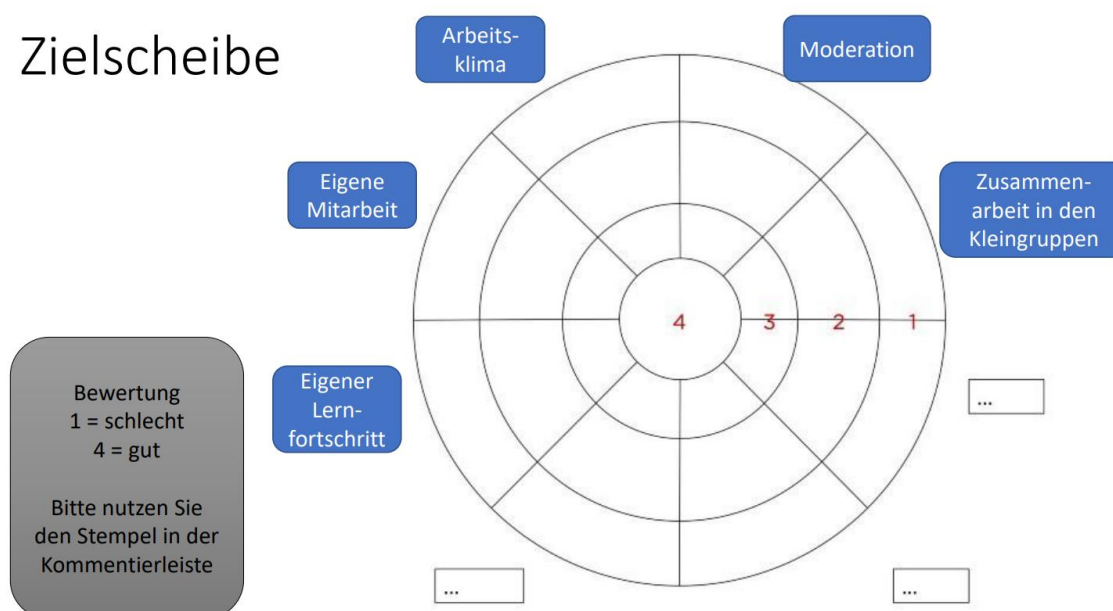 Zielscheibe
Arbeits-
klima
Moderation
Eigene
Mitarbeit
Zusammen-
arbeit in den
Kleingruppen
4
3
2
1
Eigener
Lern-
fortschritt
...
Bewertung
1 = schlecht
4 = gut
Bitte nutzen Sie
den Stempel in der
Kommentierleiste
...
...